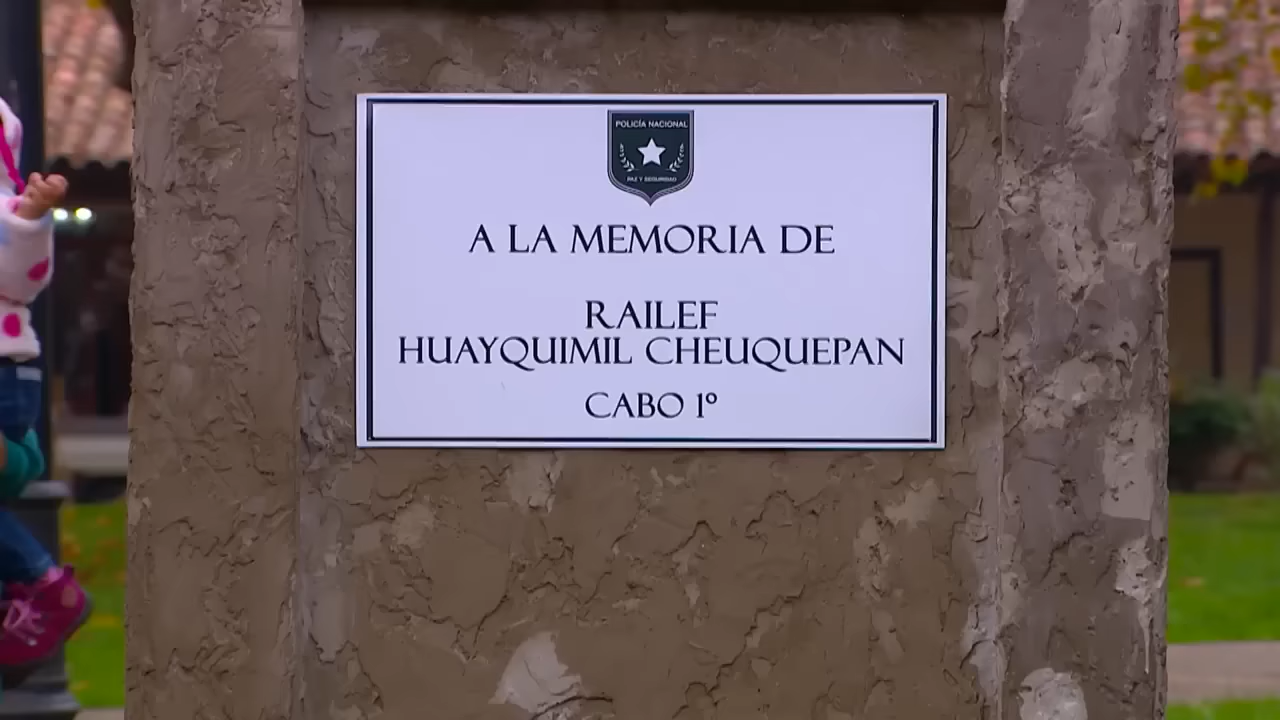 POLICÍA NACIONAL
PAZ Y SEGURIDAD
A LA MEMORIA DE
RAILEF
HUAYQUIMIL CHEUQUEPAN
CABO 1º